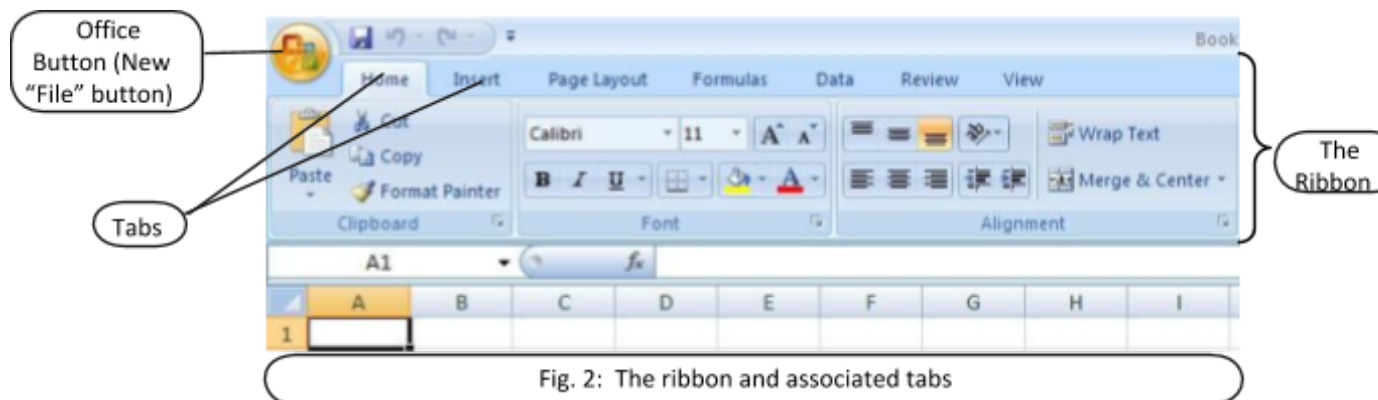 Office
Button (New
“File” button)
Book
Home Insert Page Layout Formulas Data Review View
Cut
Calibri 11 A A Wrap Text
Copy
Paste
B I U A Merge & Center
Format Painter
Clipboard Font Alignment
The
Ribbon
Tabs
A1 fx
A B C D E F G H I
1
Fig. 2: The ribbon and associated tabs